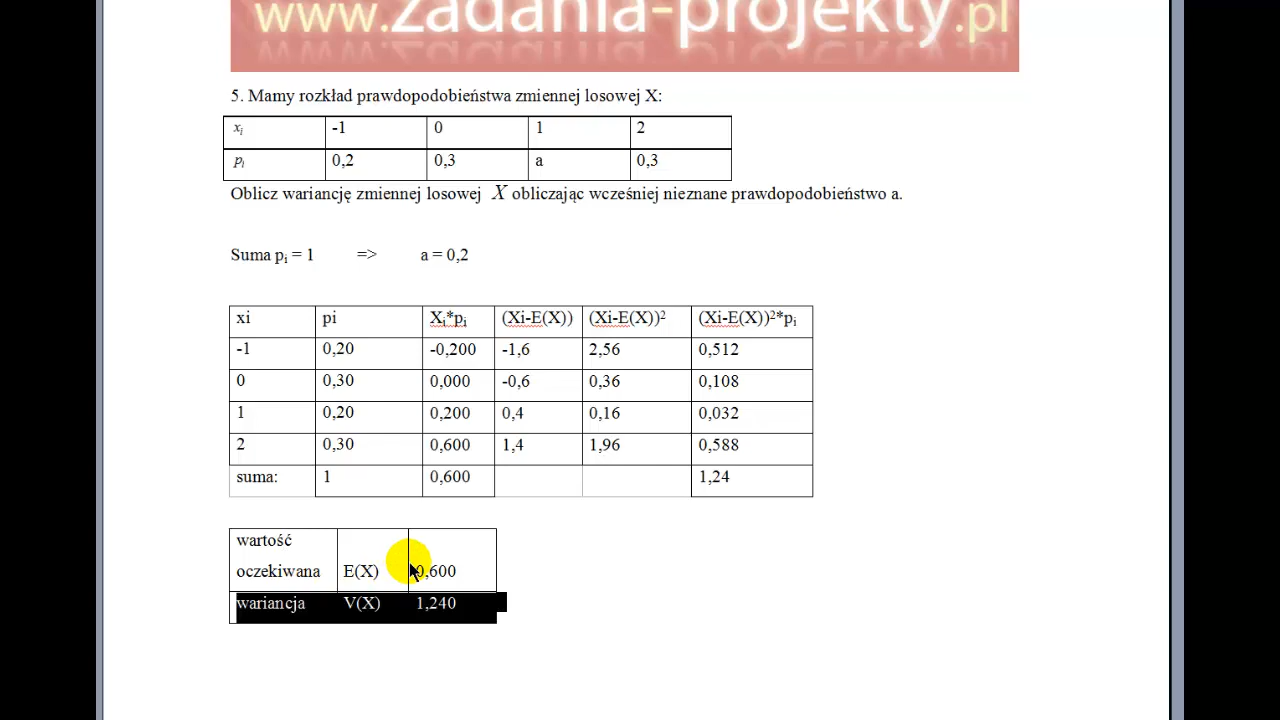 www.zadania-projekty.pl
5. Mamy rozkład prawdopodobieństwa zmiennej losowej X:
xi -1 0 1 2
pi 0,2 0,3 a 0,3
Oblicz wariancję zmiennej losowej X obliczając wcześniej nieznane prawdopodobieństwo a.
Suma pi = 1 => a = 0,2
xi pi Xi*pi (Xi-E(X)) (Xi-E(X))² (Xi-E(X))²*pi
-1 0,20 -0,200 -1,6 2,56 0,512
0 0,30 0,000 -0,6 0,36 0,108
1 0,20 0,200 0,4 0,16 0,032
2 0,30 0,600 1,4 1,96 0,588
suma: 1 0,600 1,24
wartość
oczekiwana E(X) 0,600
wariancja V(X) 1,240